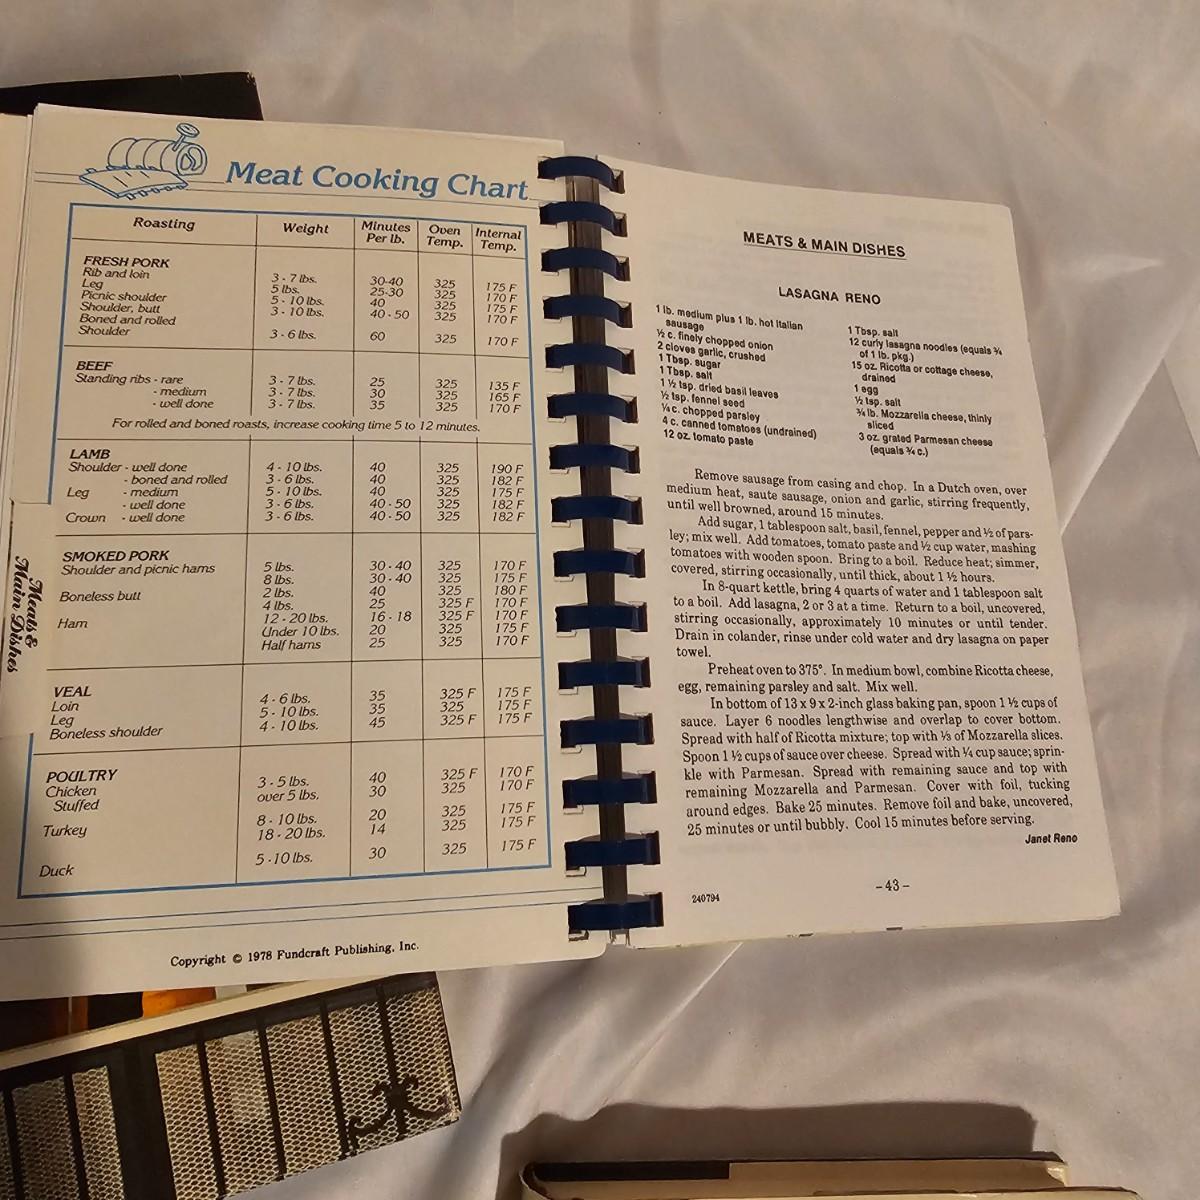 Meat Cooking Chart
Roasting Weight Minutes Per lb. Oven Temp. Internal Temp.
FRESH PORK
Rib and loin 3 - 7 lbs. 30-40 325 175 F
Leg 5 lbs. 25-30 325 170 F
Picnic shoulder 5 - 10 lbs. 40 325 175 F
Shoulder, butt 3 - 10 lbs. 40 - 50 325 170 F
Boned and rolled
Shoulder 3 - 6 lbs. 60 325 170 F
BEEF
Standing ribs - rare 3 - 7 lbs. 25 325 135 F
- medium 3 - 7 lbs. 30 325 165 F
- well done 3 - 7 lbs. 35 325 170 F
For rolled and boned roasts, increase cooking time 5 to 12 minutes.
LAMB
Shoulder - well done 4 - 10 lbs. 40 325 190 F
- boned and rolled 3 - 6 lbs. 40 325 182 F
Leg - medium 5 - 10 lbs. 40 325 175 F
- well done 3 - 6 lbs. 40 - 50 325 182 F
Crown - well done 3 - 6 lbs. 40 - 50 325 182 F
SMOKED PORK
Shoulder and picnic hams 5 lbs. 30 - 40 325 170 F
8 lbs. 30 - 40 325 175 F
Boneless butt 2 lbs. 40 325 180 F
4 lbs. 25 325 F 170 F
Ham 12 - 20 lbs. 16 - 18 325 F 170 F
Under 10 lbs. 20 325 175 F
Half hams 25 325 170 F
VEAL
Loin 4 - 6 lbs. 35 325 F 175 F
Leg 5 - 10 lbs. 35 325 175 F
Boneless shoulder 4 - 10 lbs. 45 325 F 175 F
POULTRY
Chicken 3 - 5 lbs. 40 325 F 170 F
Stuffed over 5 lbs. 30 325 170 F
Turkey 8 - 10 lbs. 20 325 175 F
18 - 20 lbs. 14 325 175 F
Duck 5 - 10 lbs. 30 325 175 F
Copyright © 1978 Fundcraft Publishing, Inc.
Meats &
Main Dishes
MEATS & MAIN DISHES
LASAGNA RENO
1 lb. medium plus 1 lb. hot Italian
sausage
½ c. finely chopped onion
2 cloves garlic, crushed
1 Tbsp. sugar
1 Tbsp. salt
1 ½ tsp. dried basil leaves
½ tsp. fennel seed
¼ c. chopped parsley
4 c. canned tomatoes (undrained)
12 oz. tomato paste
1 Tbsp. salt
12 curly lasagna noodles (equals ¾
of 1 lb. pkg.)
15 oz. Ricotta or cottage cheese,
drained
1 egg
½ tsp. salt
¾ lb. Mozzarella cheese, thinly
sliced
3 oz. grated Parmesan cheese
(equals ¾ c.)
Remove sausage from casing and chop. In a Dutch oven, over
medium heat, saute sausage, onion and garlic, stirring frequently,
until well browned, around 15 minutes.
Add sugar, 1 tablespoon salt, basil, fennel, pepper and ½ of pars-
ley; mix well. Add tomatoes, tomato paste and ½ cup water, mashing
tomatoes with wooden spoon. Bring to a boil. Reduce heat; simmer,
covered, stirring occasionally, until thick, about 1 ½ hours.
In 8-quart kettle, bring 4 quarts of water and 1 tablespoon salt
to a boil. Add lasagna, 2 or 3 at a time. Return to a boil, uncovered,
stirring occasionally, approximately 10 minutes or until tender.
Drain in colander, rinse under cold water and dry lasagna on paper
towel.
Preheat oven to 375°. In medium bowl, combine Ricotta cheese,
egg, remaining parsley and salt. Mix well.
In bottom of 13 x 9 x 2-inch glass baking pan, spoon 1 ½ cups of
sauce. Layer 6 noodles lengthwise and overlap to cover bottom.
Spread with half of Ricotta mixture; top with ⅓ of Mozzarella slices.
Spoon 1 ½ cups of sauce over cheese. Spread with ¼ cup sauce; sprin-
kle with Parmesan. Spread with remaining sauce and top with
remaining Mozzarella and Parmesan. Cover with foil, tucking
around edges. Bake 25 minutes. Remove foil and bake, uncovered,
25 minutes or until bubbly. Cool 15 minutes before serving.
Janet Reno
240794
- 43 -